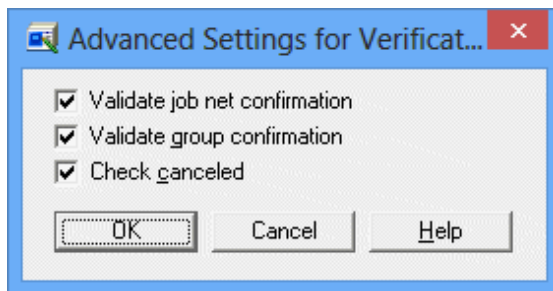 Advanced Settings for Verificat...
Validate job net confirmation
Validate group confirmation
Check canceled
OK Cancel Help